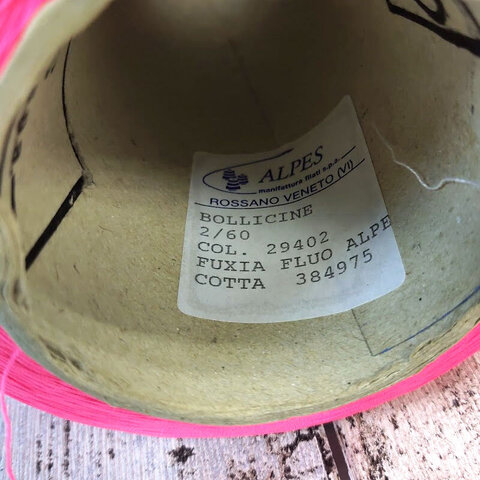 ALPES
manifattura filati s.p.a.
ROSSANO VENETO (VI)
BOLLICINE
2/60
COL. 29402
FUXIA FLUO ALPE
COTTA 384975